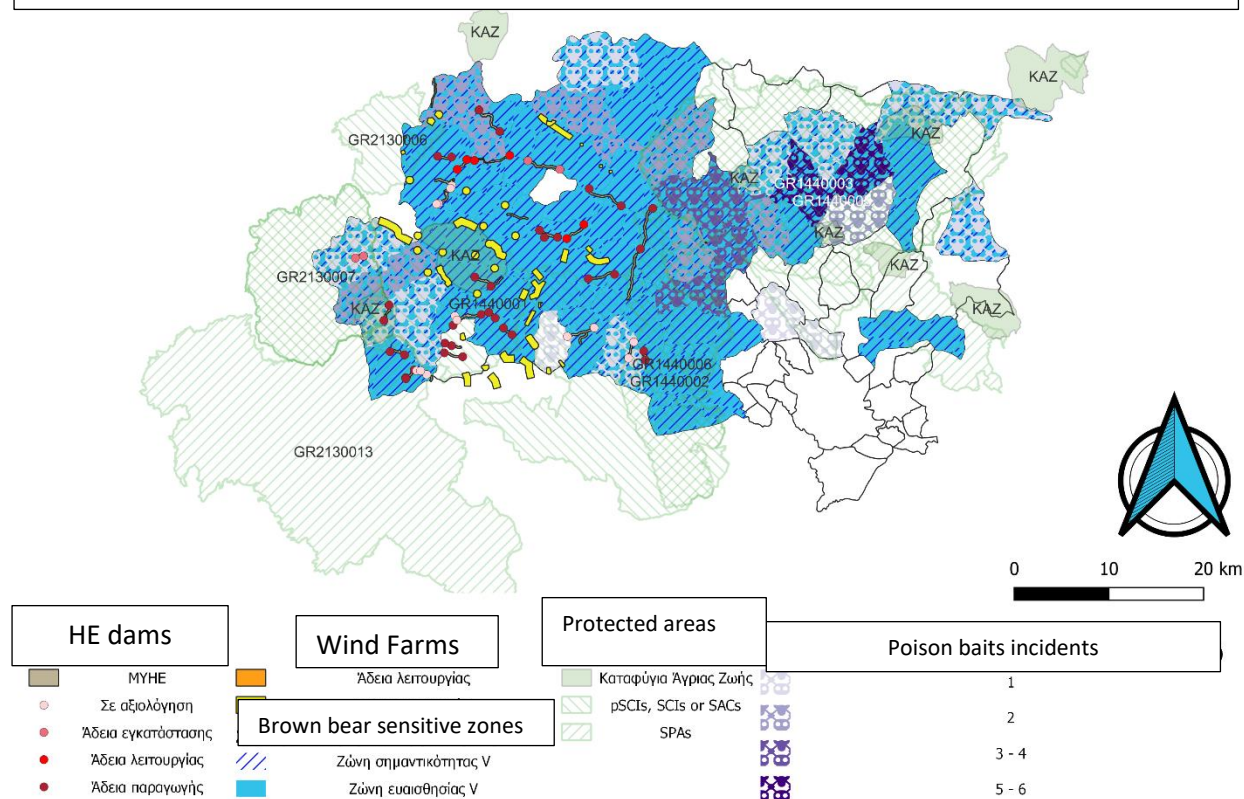 KAZ
KAZ
GR2130006
KAZ
KAZ
GR1440003
GR144000
KAZ
KAZ
KAZ
GR2130007
KAZ
GR1440001
KAZ
GR1440006
GR1440002
GR2130013
0 10 20 km
HE dams
Wind Farms
Protected areas
Poison baits incidents
ΜΥΗΕ
Άδεια λειτουργίας
Καταφύγια Άγριας Ζωής
1
Σε αξιολόγηση
Brown bear sensitive zones
pSCIs, SCIs or SACs
2
Άδεια εγκατάστασης
SPAs
Άδεια λειτουργίας
Ζώνη σημαντικότητας V
3 - 4
Άδεια παραγωγής
Ζώνη ευαισθησίας V
5 - 6